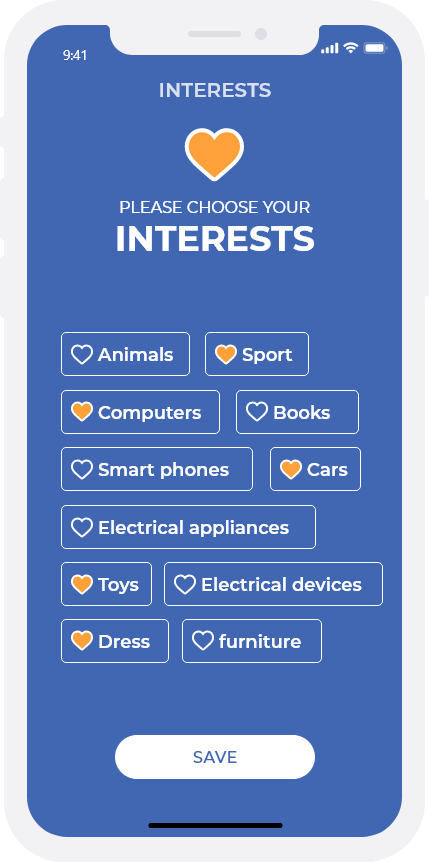 9:41
INTERESTS
PLEASE CHOOSE YOUR
INTERESTS
Animals Sport
Computers Books
Smart phones Cars
Electrical appliances
Toys Electrical devices
Dress furniture
SAVE